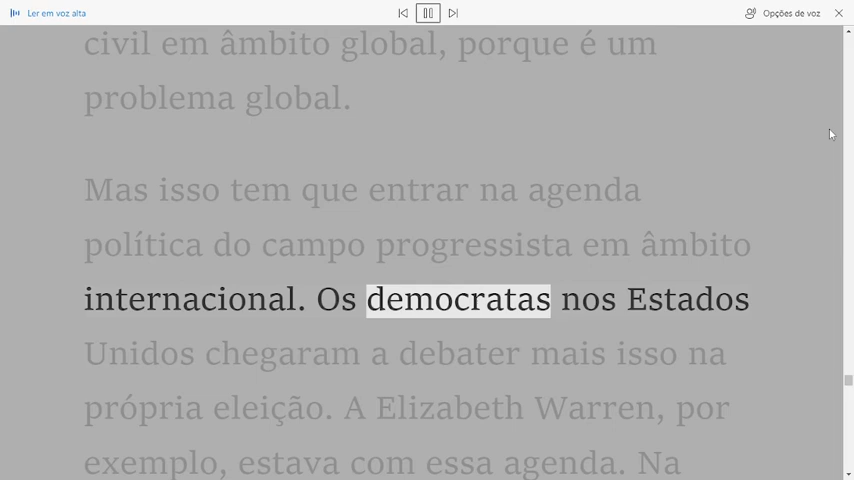 Ler em voz alta
Opções de voz
civil em âmbito global, porque é um
problema global.
Mas isso tem que entrar na agenda
política do campo progressista em âmbito
internacional. Os democratas nos Estados
Unidos chegaram a debater mais isso na
própria eleição. A Elizabeth Warren, por
exemplo, estava com essa agenda. Na